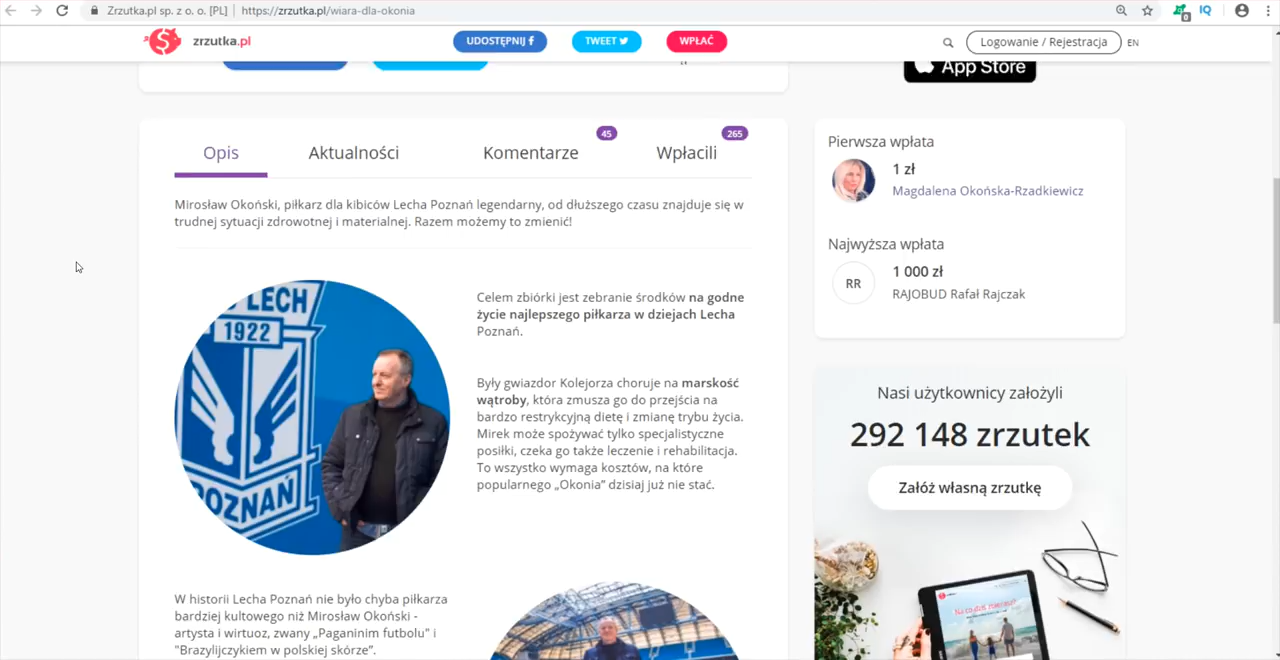 Zrzutka.pl sp. z o. o. [PL]
https://zrzutka.pl/wiara-dla-okonia
0
IQ
zrzutka.pl
UDOSTĘPNIJ f
TWEET
WPŁAĆ
Logowanie / Rejestracja
EN
App Store
Opis
Aktualności
Komentarze
45
Wpłacili
265
Mirosław Okoński, piłkarz dla kibiców Lecha Poznań legendarny, od dłuższego czasu znajduje się w
trudnej sytuacji zdrowotnej i materialnej. Razem możemy to zmienić!
LECH
1922
POZNAŃ
Celem zbiórki jest zebranie środków na godne
życie najlepszego piłkarza w dziejach Lecha
Poznań.
Były gwiazdor Kolejorza choruje na marskość
wątroby, która zmusza go do przejścia na
bardzo restrykcyjną dietę i zmianę trybu życia.
Mirek może spożywać tylko specjalistyczne
posiłki, czeka go także leczenie i rehabilitacja.
To wszystko wymaga kosztów, na które
popularnego „Okonia” dzisiaj już nie stać.
W historii Lecha Poznań nie było chyba piłkarza
bardziej kultowego niż Mirosław Okoński -
artysta i wirtuoz, zwany „Paganinim futbolu" i
"Brazylijczykiem w polskiej skórze”.
Pierwsza wpłata
1 zł
Magdalena Okońska-Rzadkiewicz
Najwyższa wpłata
RR
1 000 zł
RAJOBUD Rafał Rajczak
Nasi użytkownicy założyli
292 148 zrzutek
Załóż własną zrzutkę
Na co dziś zbierasz?